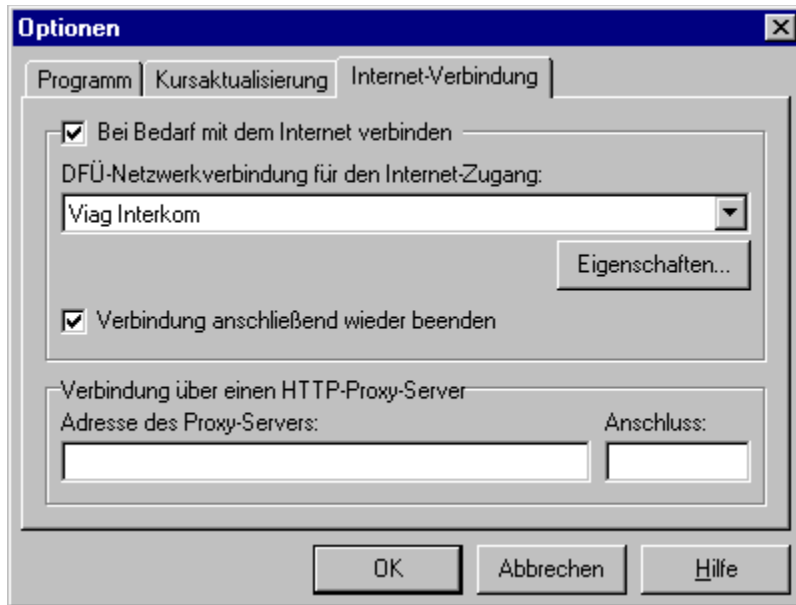 Optionen
Programm Kursaktualisierung Internet-Verbindung
Bei Bedarf mit dem Internet verbinden
DFÜ-Netzwerkverbindung für den Internet-Zugang:
Viag Interkom
Eigenschaften...
Verbindung anschließend wieder beenden
Verbindung über einen HTTP-Proxy-Server
Adresse des Proxy-Servers: Anschluss:
OK Abbrechen Hilfe